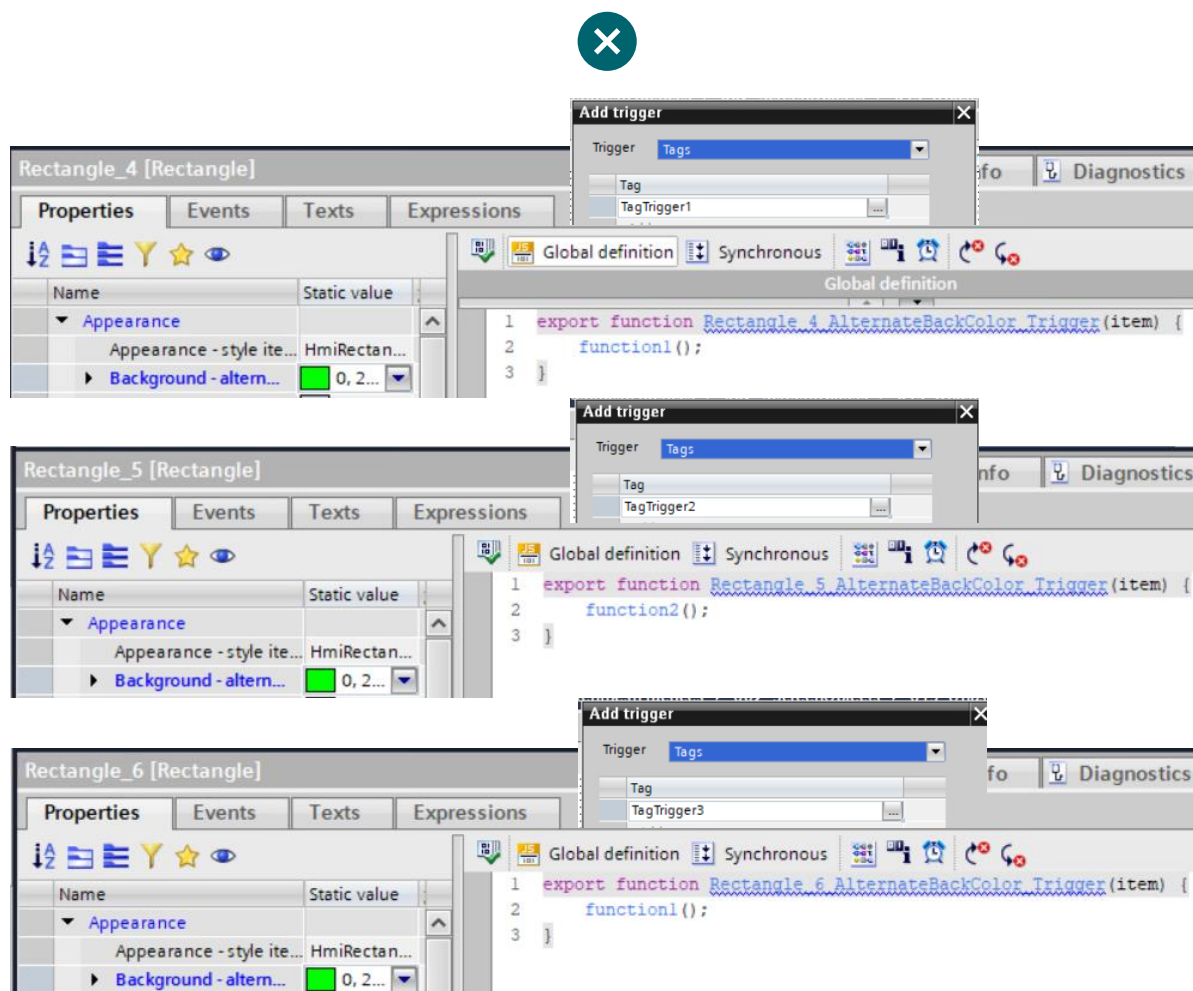 Add trigger
Trigger Tags
Rectangle_4 [Rectangle]
fo Diagnostics
Tag
TagTrigger1
Properties Events Texts Expressions
Global definition Synchronous
Global definition
Name Static value
Appearance
Appearance - style ite... HmiRectan...
Background - altern... 0, 2...
1 export function Rectangle_4_AlternateBackColor_Trigger(item) {
2 function1();
3 }
Add trigger
Trigger Tags
Rectangle_5 [Rectangle]
nfo Diagnostics
Tag
TagTrigger2
Properties Events Texts Expressions
Global definition Synchronous
Name Static value
Appearance
Appearance - style ite... HmiRectan...
Background - altern... 0, 2...
1 export function Rectangle_5_AlternateBackColor_Trigger(item) {
2 function2();
3 }
Add trigger
Trigger Tags
Rectangle_6 [Rectangle]
fo Diagnostics
Tag
TagTrigger3
Properties Events Texts Expressions
Global definition Synchronous
Name Static value
Appearance
Appearance - style ite... HmiRectan...
Background - altern... 0, 2...
1 export function Rectangle_6_AlternateBackColor_Trigger(item) {
2 function1();
3 }